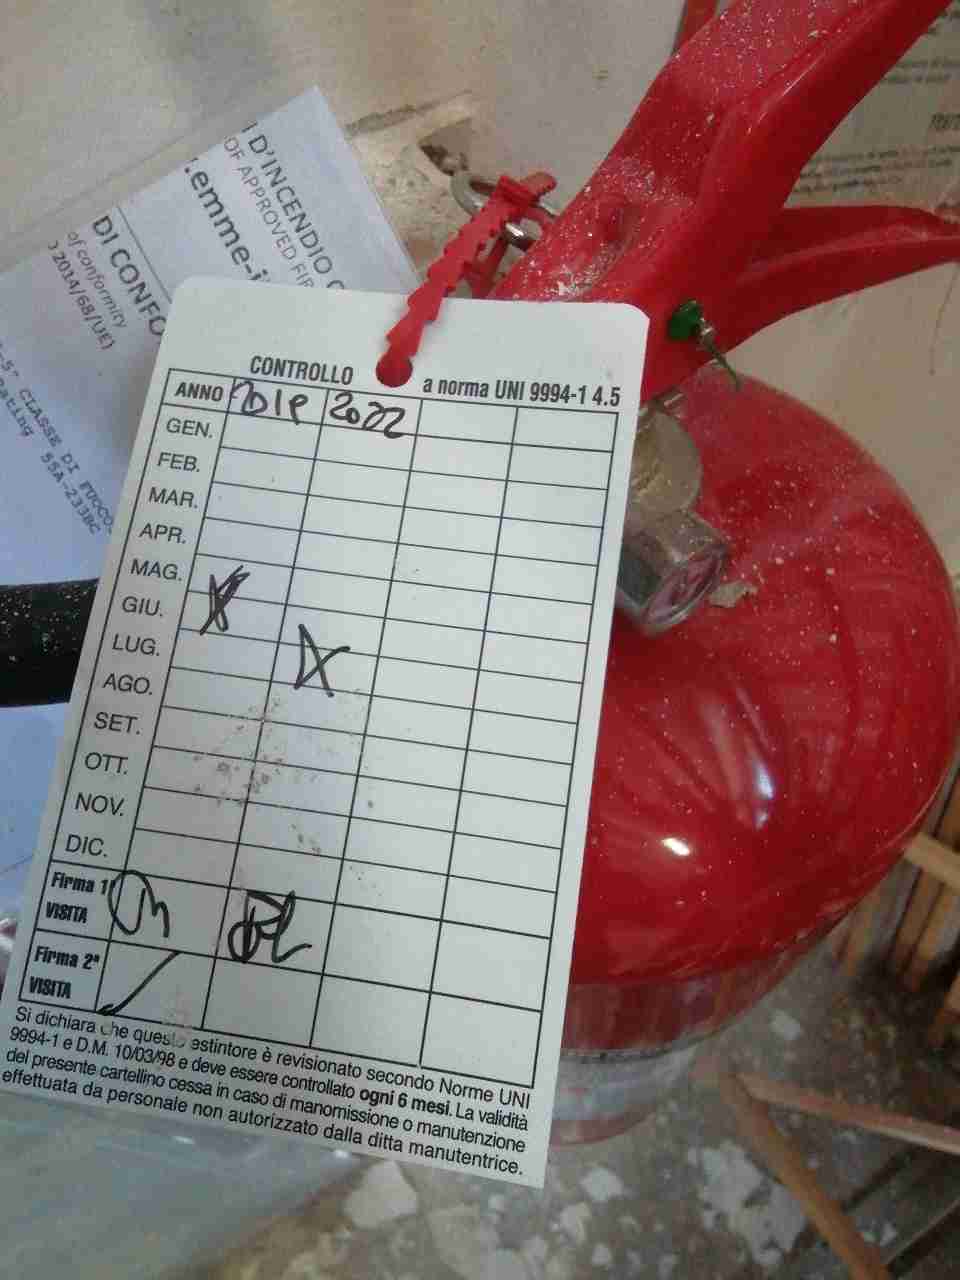 I D'INCENDIO
OF APPROVED FIR
.emme-i
DI CONFO
of conformity
2014/68/UE)
CLASSE DI FUOCO
55A-233BC
CONTROLLO a norma UNI 9994-1 4.5
ANNO 2022
GEN.
FEB.
MAR.
APR.
MAG.
GIU. X
LUG. X
AGO.
SET.
OTT.
NOV.
DIC.
Firma 1ª
VISITA
Firma 2ª
VISITA
Si dichiara che questo estintore è revisionato secondo Norme UNI
9994-1 e D.M. 10/03/98 e deve essere controllato ogni 6 mesi. La validità
del presente cartellino cessa in caso di manomissione o manutenzione
effettuata da personale non autorizzato dalla ditta manutentrice.